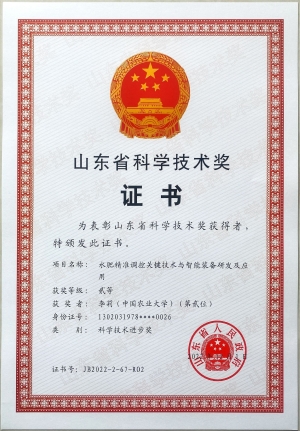 山东省科学技术奖
证书
为表彰山东省科学技术奖获得者，
特颁发此证书。
项目名称：水肥精准调控关键技术与智能装备研发及应
用
获奖等级：贰等
获奖者：李莉（中国农业大学）（第贰位）
身份证号：1302031978****0026
类别：科学技术进步奖
山东省人民政府
证书号：JB2022-2-67-R02